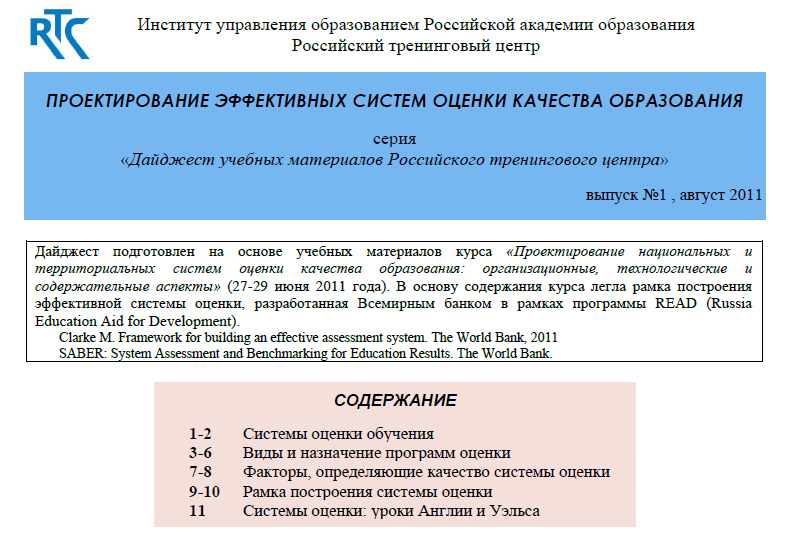 RTC
Институт управления образованием Российской академии образования
Российский тренинговый центр
ПРОЕКТИРОВАНИЕ ЭФФЕКТИВНЫХ СИСТЕМ ОЦЕНКИ КАЧЕСТВА ОБРАЗОВАНИЯ
серия
«Дайджест учебных материалов Российского тренингового центра»
выпуск №1 , август 2011
Дайджест подготовлен на основе учебных материалов курса «Проектирование национальных и
территориальных систем оценки качества образования: организационные, технологические и
содержательные аспекты» (27-29 июня 2011 года). В основу содержания курса легла рамка построения
эффективной системы оценки, разработанная Всемирным банком в рамках программы READ (Russia
Education Aid for Development).
Clarke M. Framework for building an effective assessment system. The World Bank, 2011
SABER: System Assessment and Benchmarking for Education Results. The World Bank.
СОДЕРЖАНИЕ
1-2 Системы оценки обучения
3-6 Виды и назначение программ оценки
7-8 Факторы, определяющие качество системы оценки
9-10 Рамка построения системы оценки
11 Системы оценки: уроки Англии и Уэльса